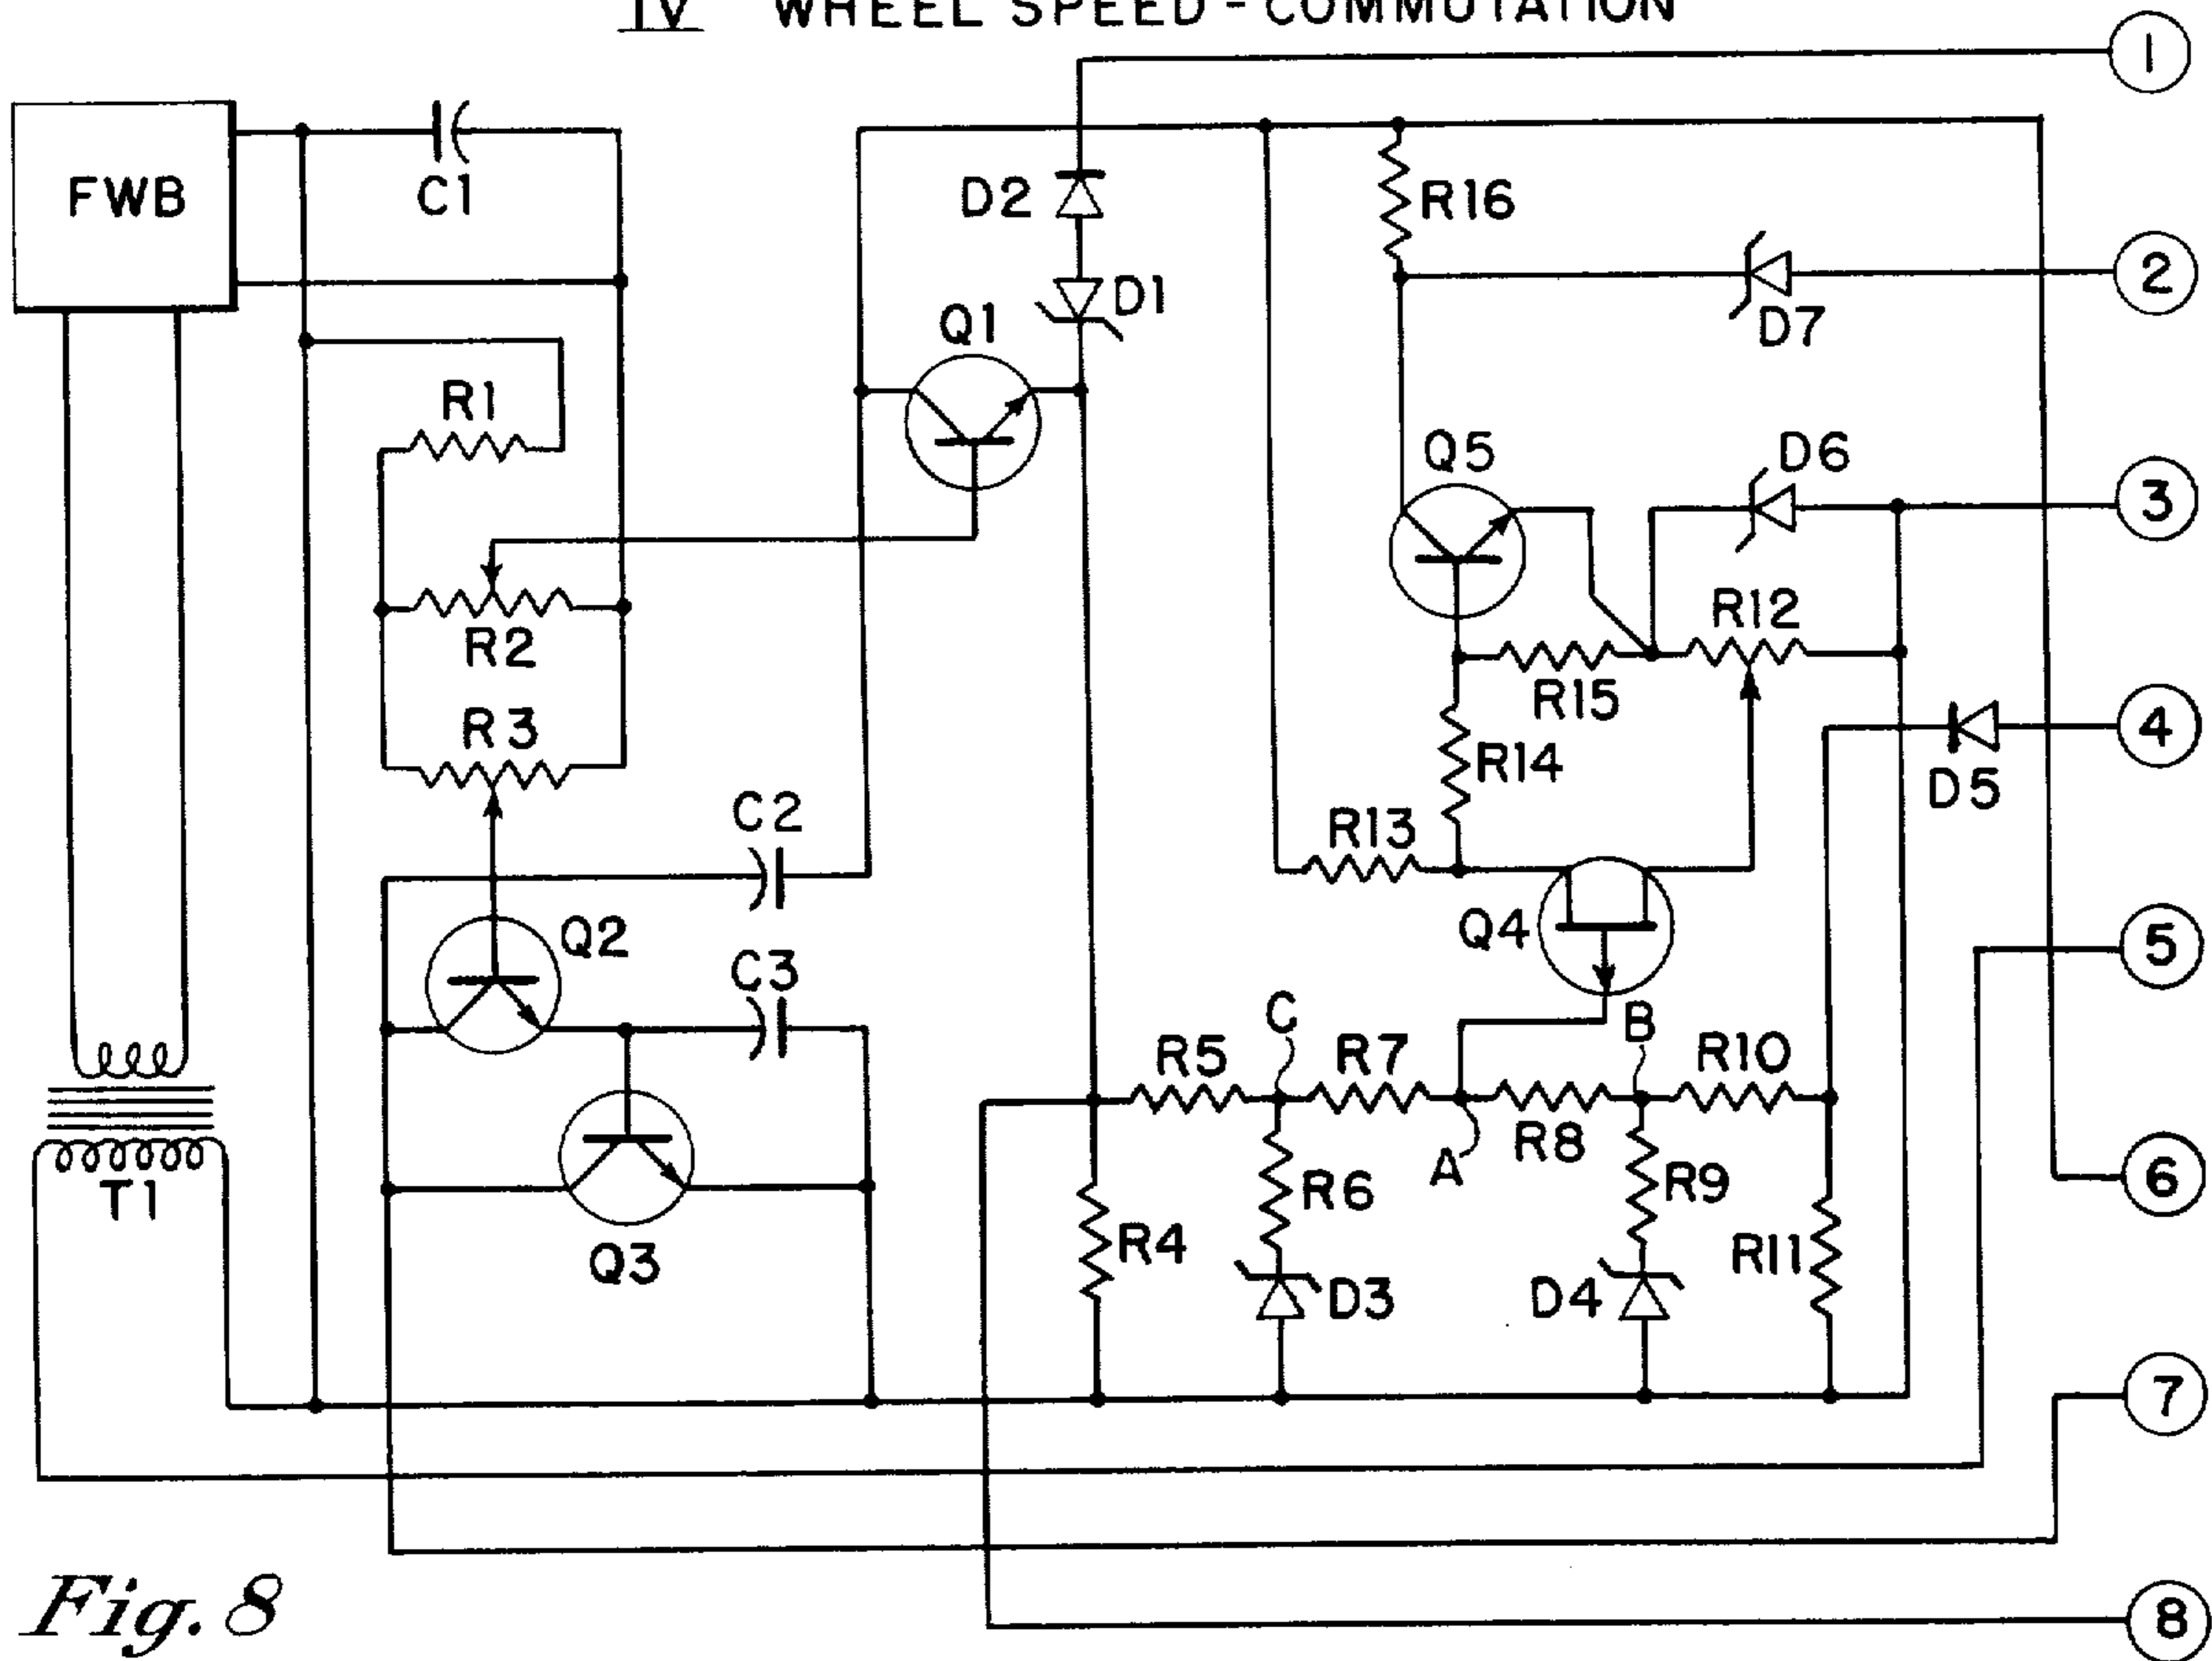 IV WHEEL SPEED - COMMUTATION
1
FWB
C1
D2
R16
2
D1
D7
Q1
R1
Q5
D6
3
R12
R2
R15
R3
R14
4
D5
C2
R13
Q2
Q4
5
C3
C
B
R5
R7
R10
R8
A
R6
R9
6
T1
R4
R11
Q3
D3
D4
7
Fig. 8
8